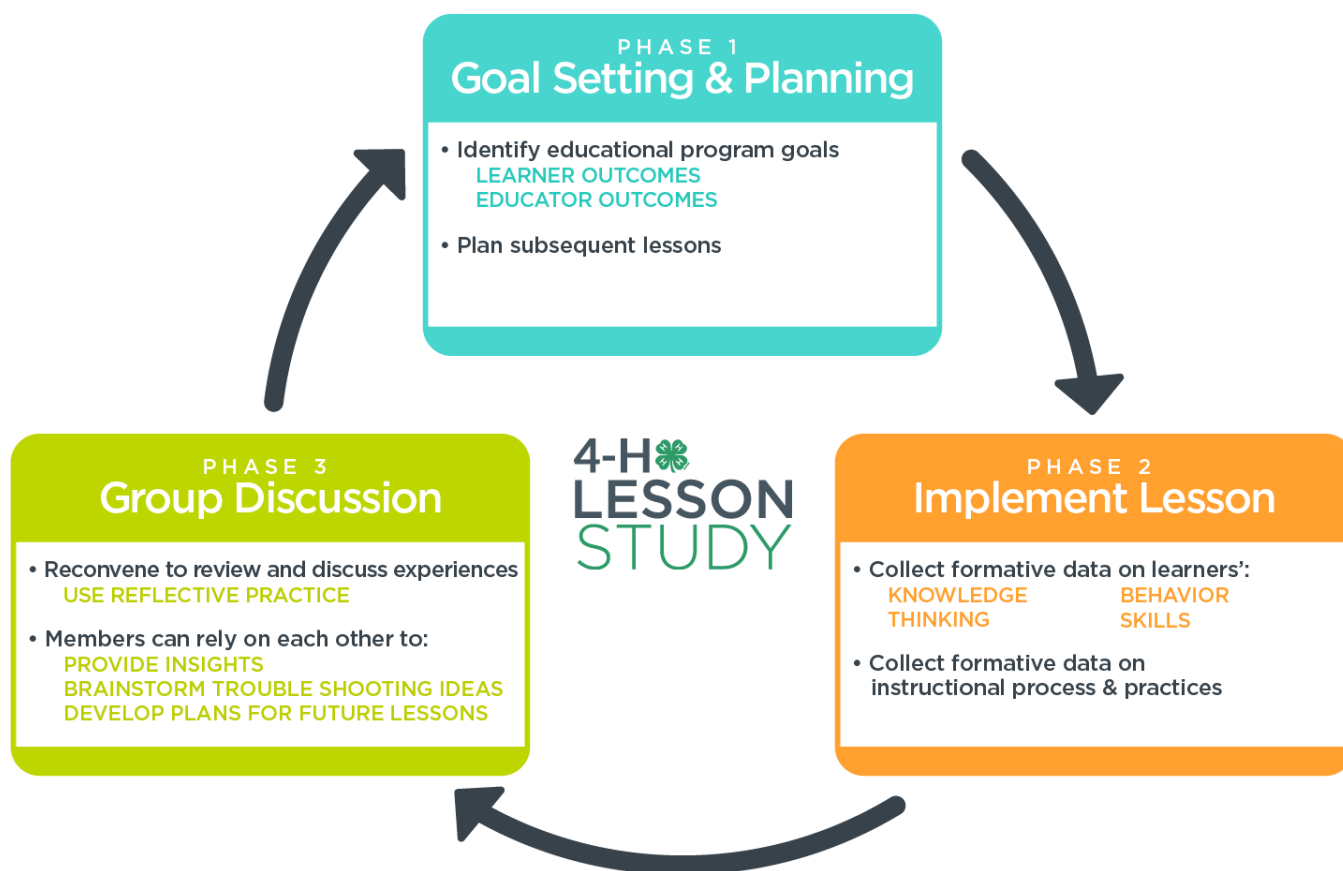 PHASE 1
Goal Setting & Planning
• Identify educational program goals
LEARNER OUTCOMES
EDUCATOR OUTCOMES
• Plan subsequent lessons
PHASE 2
Implement Lesson
• Collect formative data on learners’:
KNOWLEDGE BEHAVIOR
THINKING SKILLS
• Collect formative data on
instructional process & practices
PHASE 3
Group Discussion
• Reconvene to review and discuss experiences
USE REFLECTIVE PRACTICE
• Members can rely on each other to:
PROVIDE INSIGHTS
BRAINSTORM TROUBLE SHOOTING IDEAS
DEVELOP PLANS FOR FUTURE LESSONS
4-H
LESSON
STUDY